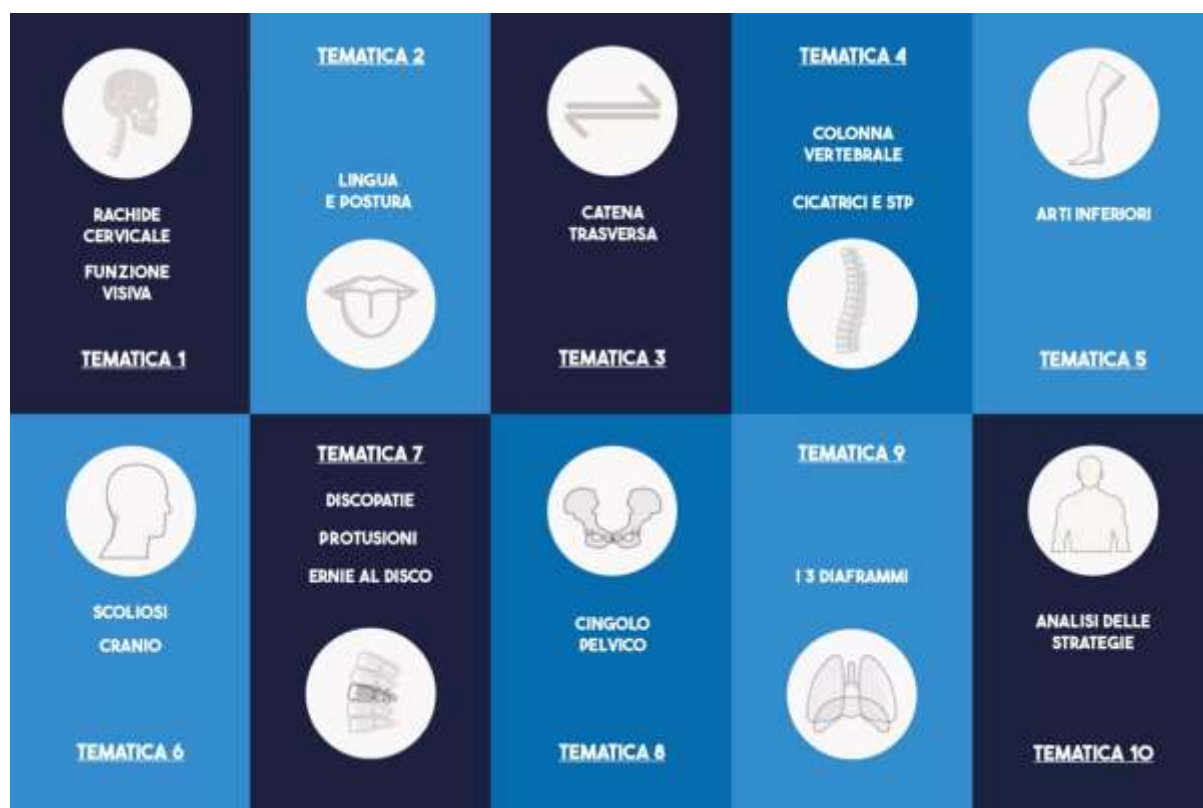 RACHIDE
CERVICALE
FUNZIONE
VISIVA
TEMATICA 1
TEMATICA 2
LINGUA
E POSTURA
CATENA
TRASVERSA
TEMATICA 3
TEMATICA 4
COLONNA
VERTEBRALE
CICATRICI E STP
ARTI INFERIORI
TEMATICA 5
SCOLIOSI
CRANIO
TEMATICA 6
TEMATICA 7
DISCOPATIE
PROTUSIONI
ERNIE AL DISCO
CINGOLO
PELVICO
TEMATICA 8
TEMATICA 9
I 3 DIAFRAMMI
ANALISI DELLE
STRATEGIE
TEMATICA 10